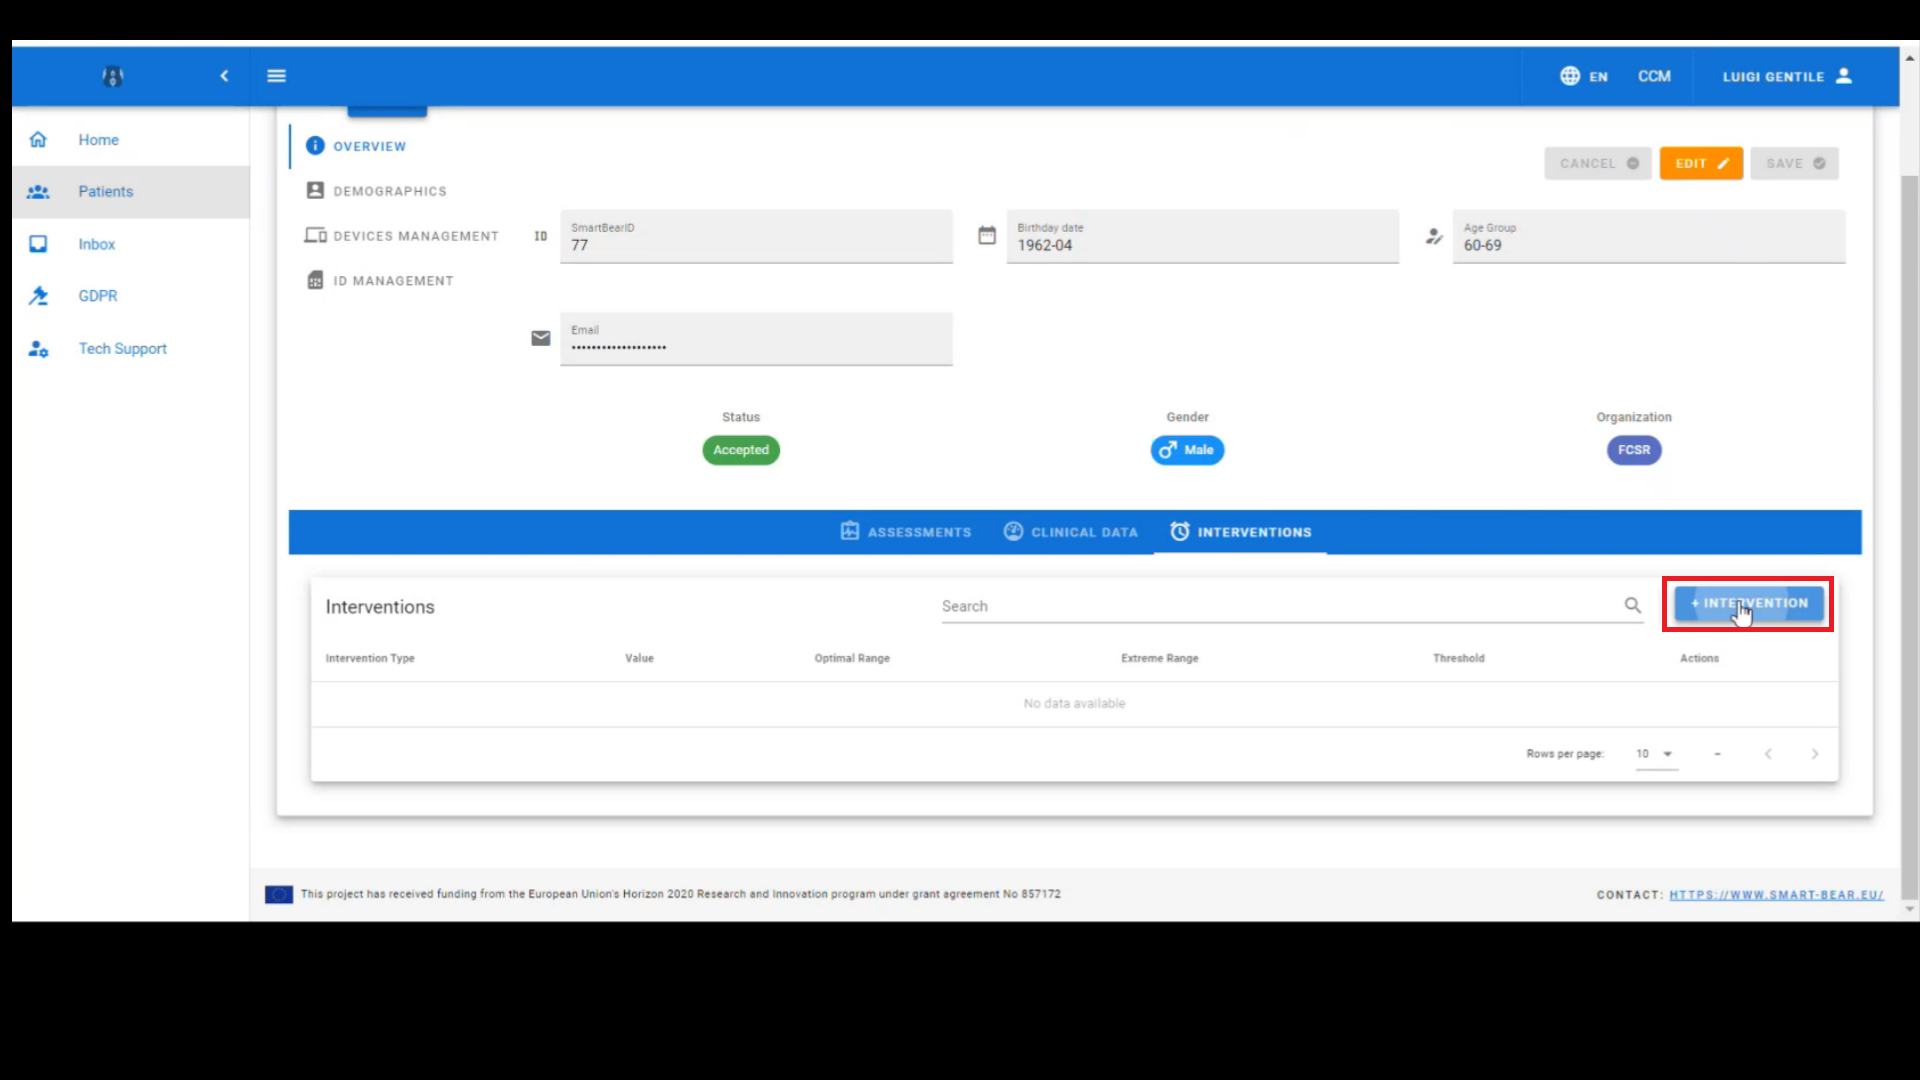 EN
CCM
LUIGI GENTILE
Home
Patients
Inbox
GDPR
Tech Support
OVERVIEW
DEMOGRAPHICS
DEVICES MANAGEMENT
ID MANAGEMENT
CANCEL
EDIT
SAVE
ID
SmartBearID
77
Birthday date
1962-04
Age Group
60-69
Email
•••••••••••••••••••
Status
Accepted
Gender
Male
Organization
FCSR
ASSESSMENTS
CLINICAL DATA
INTERVENTIONS
Interventions
Search
+ INTERVENTION
Intervention Type Value Optimal Range Extreme Range Threshold Actions
No data available
Rows per page: 10 –
This project has received funding from the European Union's Horizon 2020 Research and Innovation program under grant agreement No 857172
CONTACT: HTTPS://WWW.SMART-BEAR.EU/